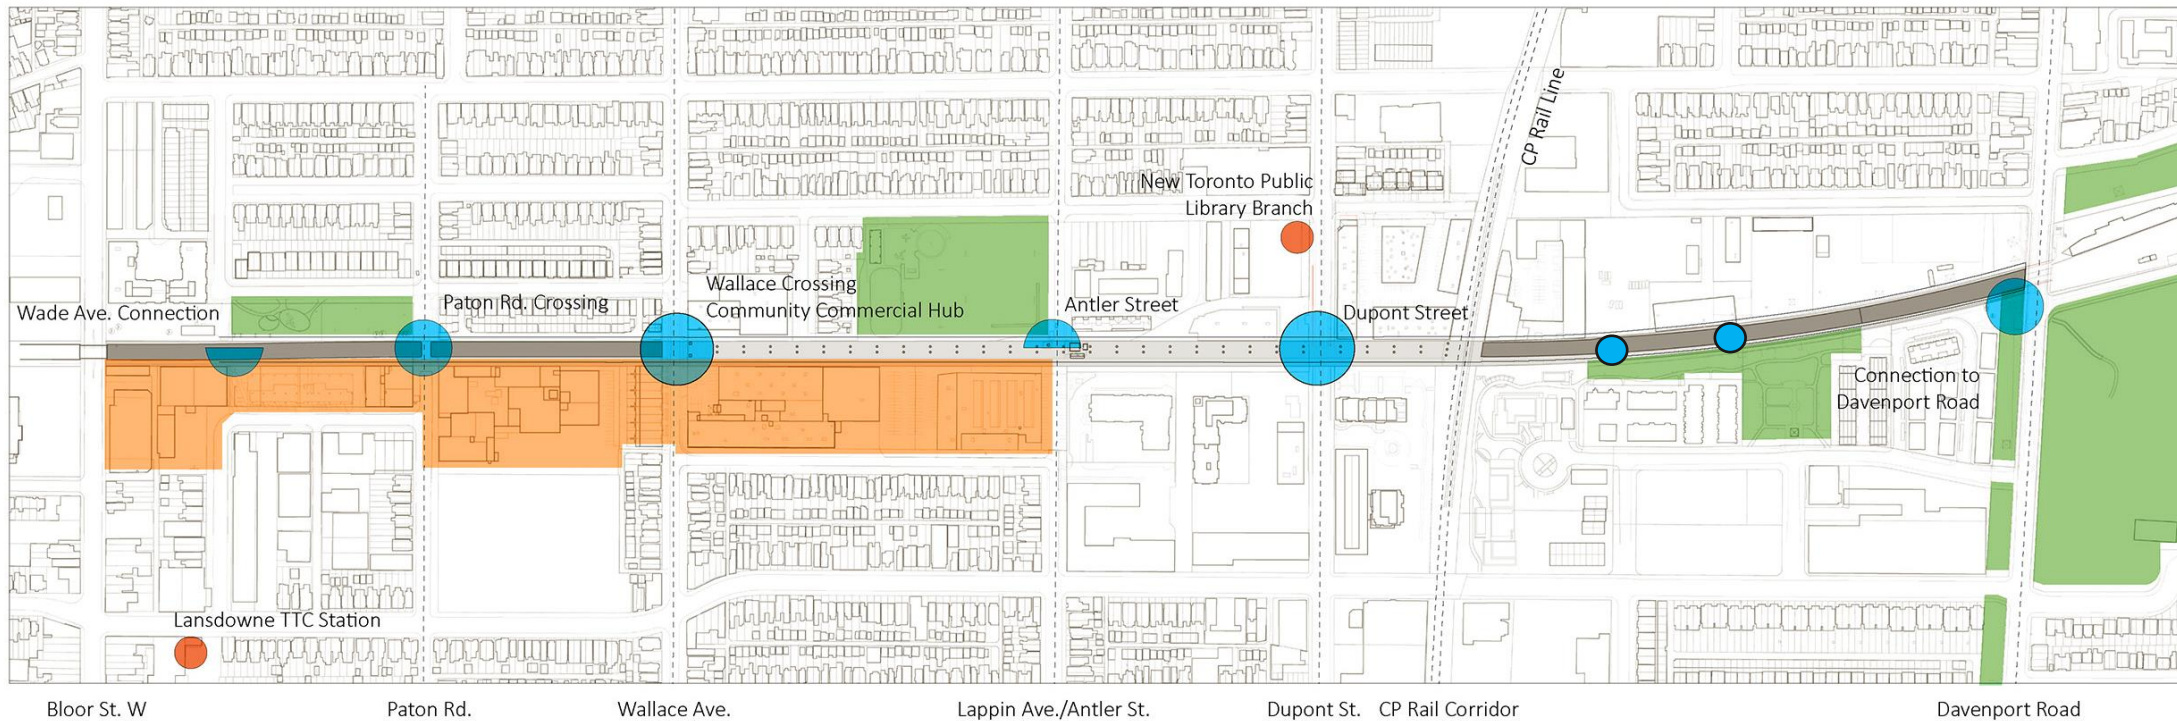 CP Rail Line
New Toronto Public
Library Branch
Wade Ave. Connection
Paton Rd. Crossing
Wallace Crossing
Community Commercial Hub
Antler Street
Dupont Street
Connection to
Davenport Road
Lansdowne TTC Station
Bloor St. W
Paton Rd.
Wallace Ave.
Lappin Ave./Antler St.
Dupont St.
CP Rail Corridor
Davenport Road